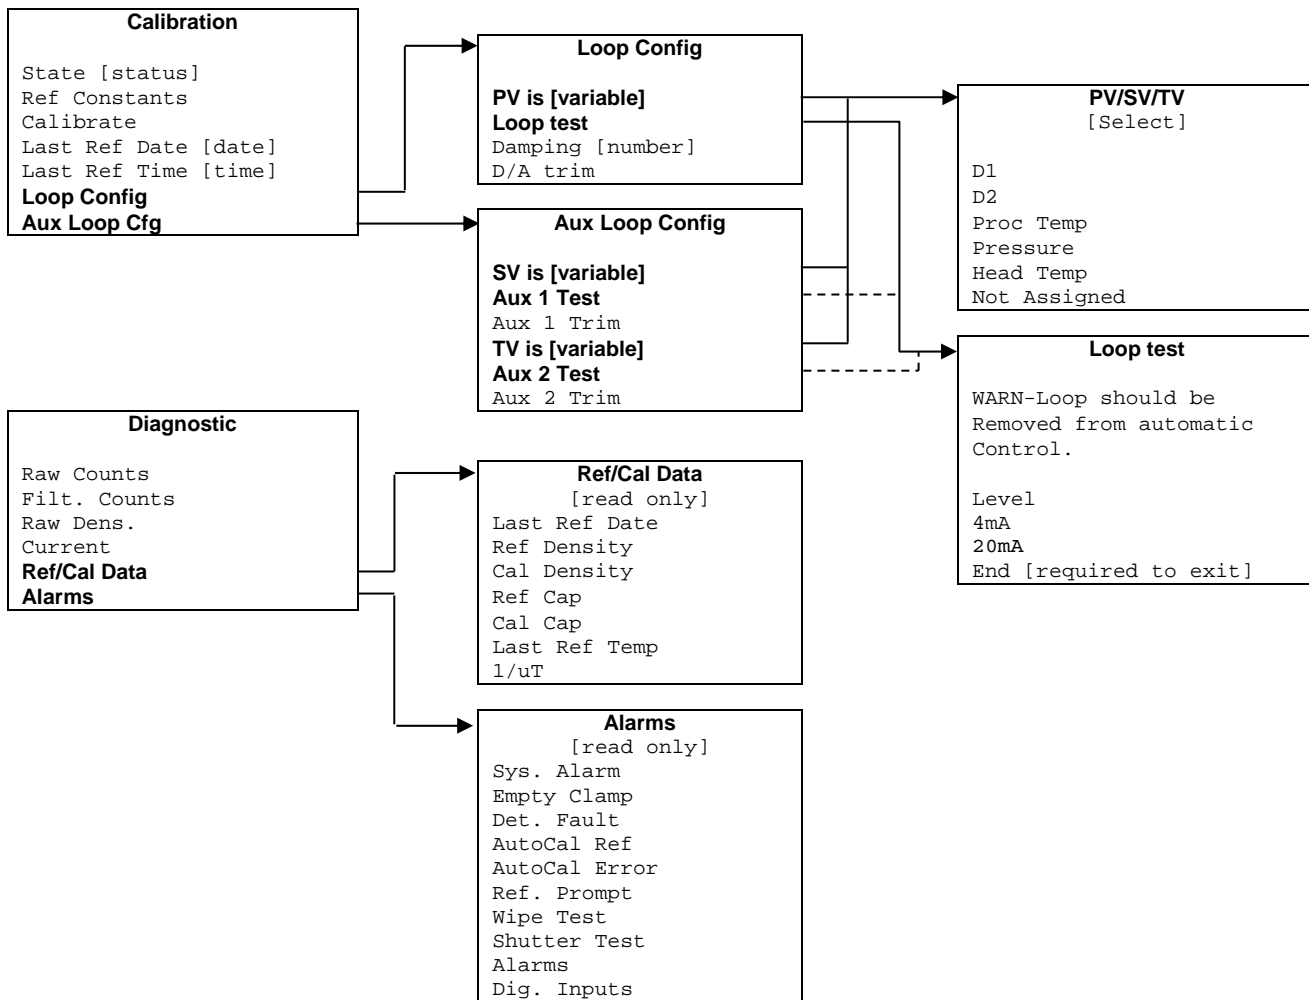 Calibration
State [status]
Ref Constants
Calibrate
Last Ref Date [date]
Last Ref Time [time]
Loop Config
Aux Loop Cfg
Loop Config
PV is [variable]
Loop test
Damping [number]
D/A trim
Aux Loop Config
SV is [variable]
Aux 1 Test
Aux 1 Trim
TV is [variable]
Aux 2 Test
Aux 2 Trim
PV/SV/TV
[Select]
D1
D2
Proc Temp
Pressure
Head Temp
Not Assigned
Loop test
WARN-Loop should be
Removed from automatic
Control.
Level
4mA
20mA
End [required to exit]
Diagnostic
Raw Counts
Filt. Counts
Raw Dens.
Current
Ref/Cal Data
Alarms
Ref/Cal Data
[read only]
Last Ref Date
Ref Density
Cal Density
Ref Cap
Cal Cap
Last Ref Temp
1/uT
Alarms
[read only]
Sys. Alarm
Empty Clamp
Det. Fault
AutoCal Ref
AutoCal Error
Ref. Prompt
Wipe Test
Shutter Test
Alarms
Dig. Inputs